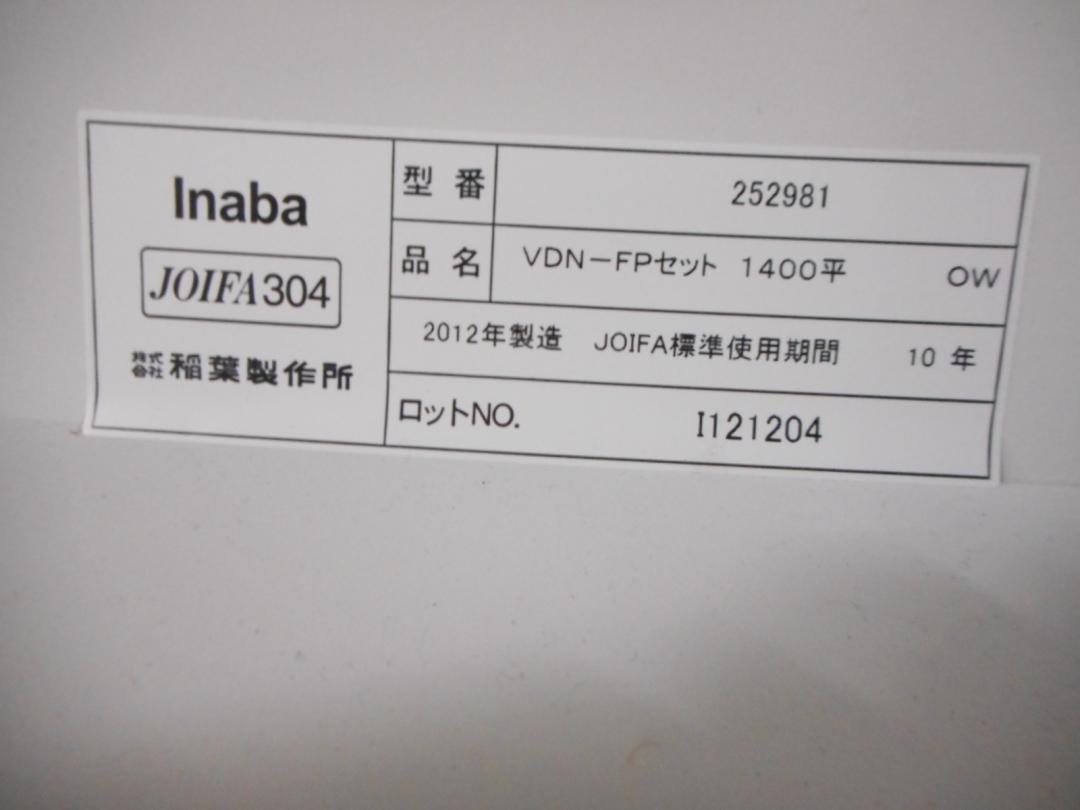 Inaba
JOIFA304
株式会社 稲葉製作所
型番 252981
品名 VDN－FPセット 1400平 OW
2012年製造 JOIFA標準使用期間 10年
ロットNO. I121204